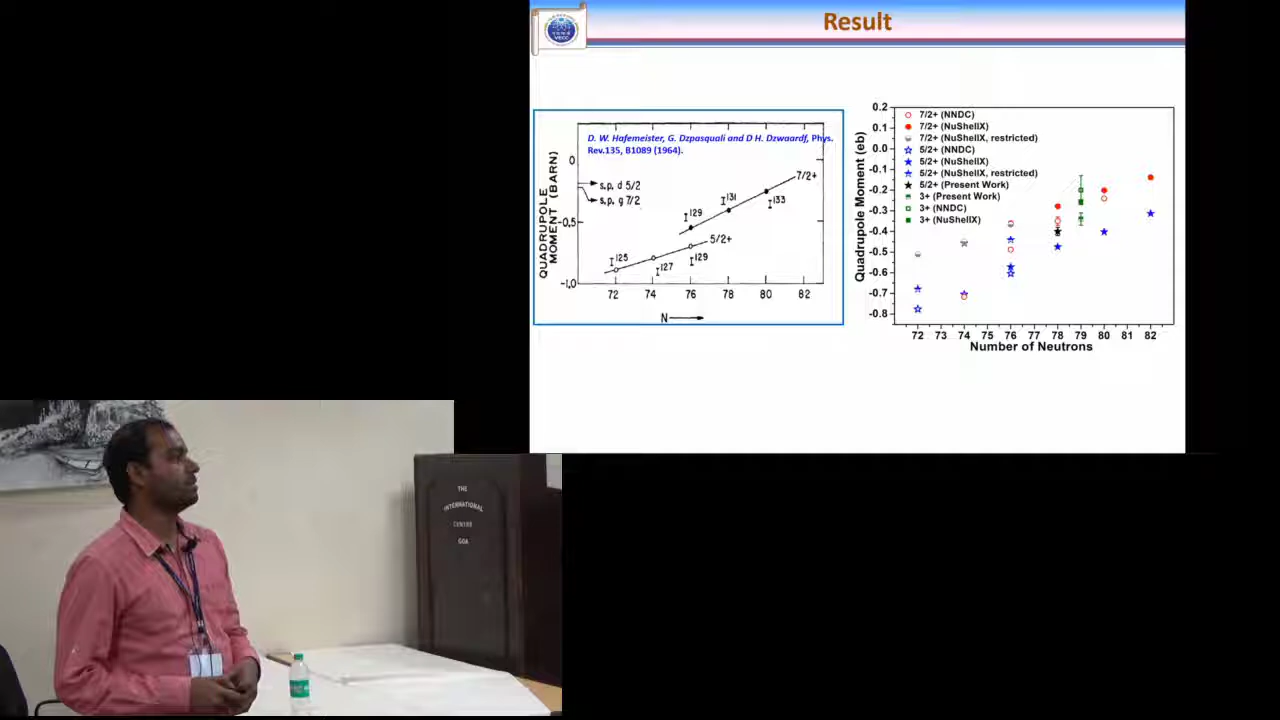 Result
VECC
D. W. Hafemeister, G. Dzpasquali and D H. Dzwaardf, Phys.
Rev.135, B1089 (1964).
QUADRUPOLE
MOMENT (BARN)
0
-1,0
s.p. d 5/2
s.p. g 7/2
7/2+
5/2+
I125
I127
I129
I129
I131
I133
72 74 76 78 80 82
N
Quadrupole Moment (eb)
0.2
0.1
0.0
-0.1
-0.2
-0.3
-0.4
-0.5
-0.6
-0.7
-0.8
7/2+ (NNDC)
7/2+ (NuShellX)
7/2+ (NuShellX, restricted)
5/2+ (NNDC)
5/2+ (NuShellX)
5/2+ (NuShellX, restricted)
5/2+ (Present Work)
3+ (Present Work)
3+ (NNDC)
3+ (NuShellX)
72 73 74 75 76 77 78 79 80 81 82
Number of Neutrons
THE
INTERNATIONAL
CENTRE
GOA